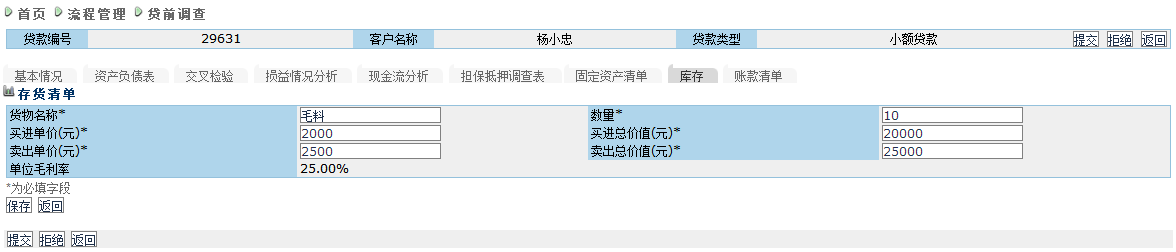 首页 流程管理 贷前调查
贷款编号 29631 客户名称 杨小忠 贷款类型 小额贷款 提交 拒绝 返回
基本情况 资产负债表 交叉检验 损益情况分析 现金流分析 担保抵押调查表 固定资产清单 库存 账款清单
存货清单
货物名称* 毛料 数量* 10
买进单价(元)* 2000 买进总价值(元)* 20000
卖出单价(元)* 2500 卖出总价值(元)* 25000
单位毛利率 25.00%
*为必填字段
保存 返回
提交 拒绝 返回